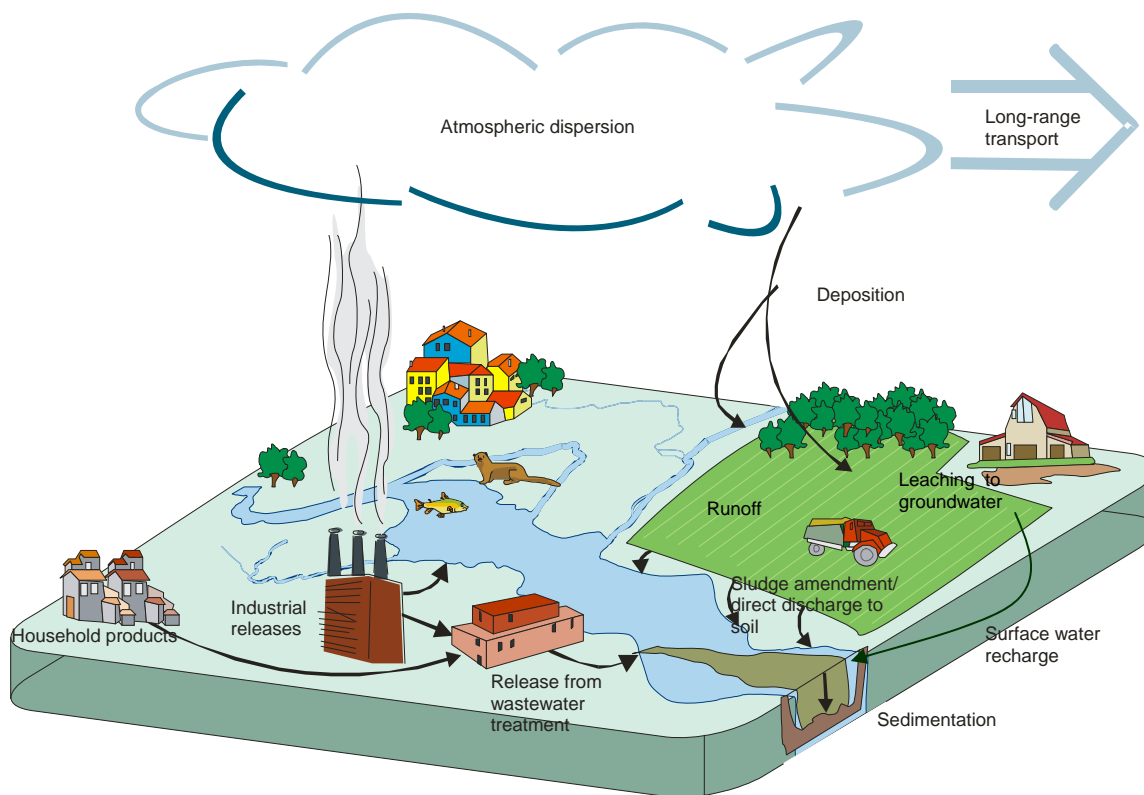 Atmospheric dispersion
Long-range
transport
Deposition
Leaching to
groundwater
Runoff
Sludge amendment/
direct discharge to
soil
Industrial
releases
Household products
Surface water
recharge
Release from
wastewater
treatment
Sedimentation